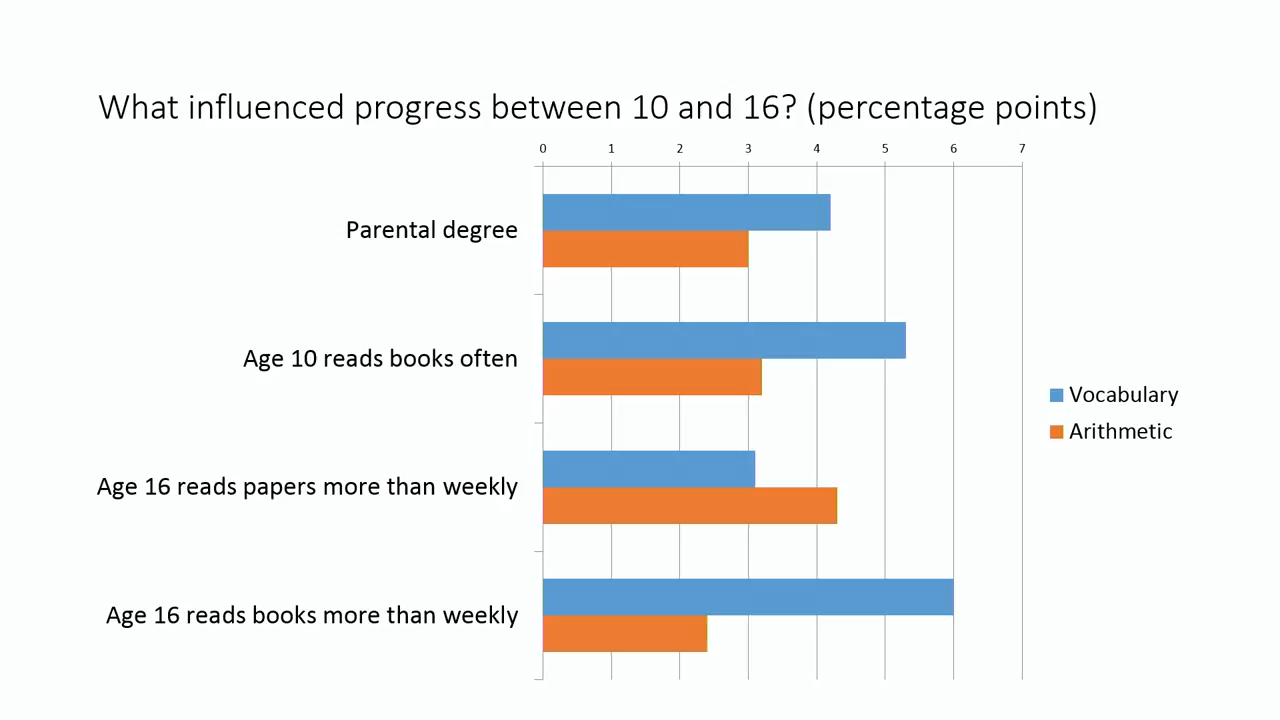 What influenced progress between 10 and 16? (percentage points)
0 1 2 3 4 5 6 7
Parental degree
Age 10 reads books often
Vocabulary
Arithmetic
Age 16 reads papers more than weekly
Age 16 reads books more than weekly